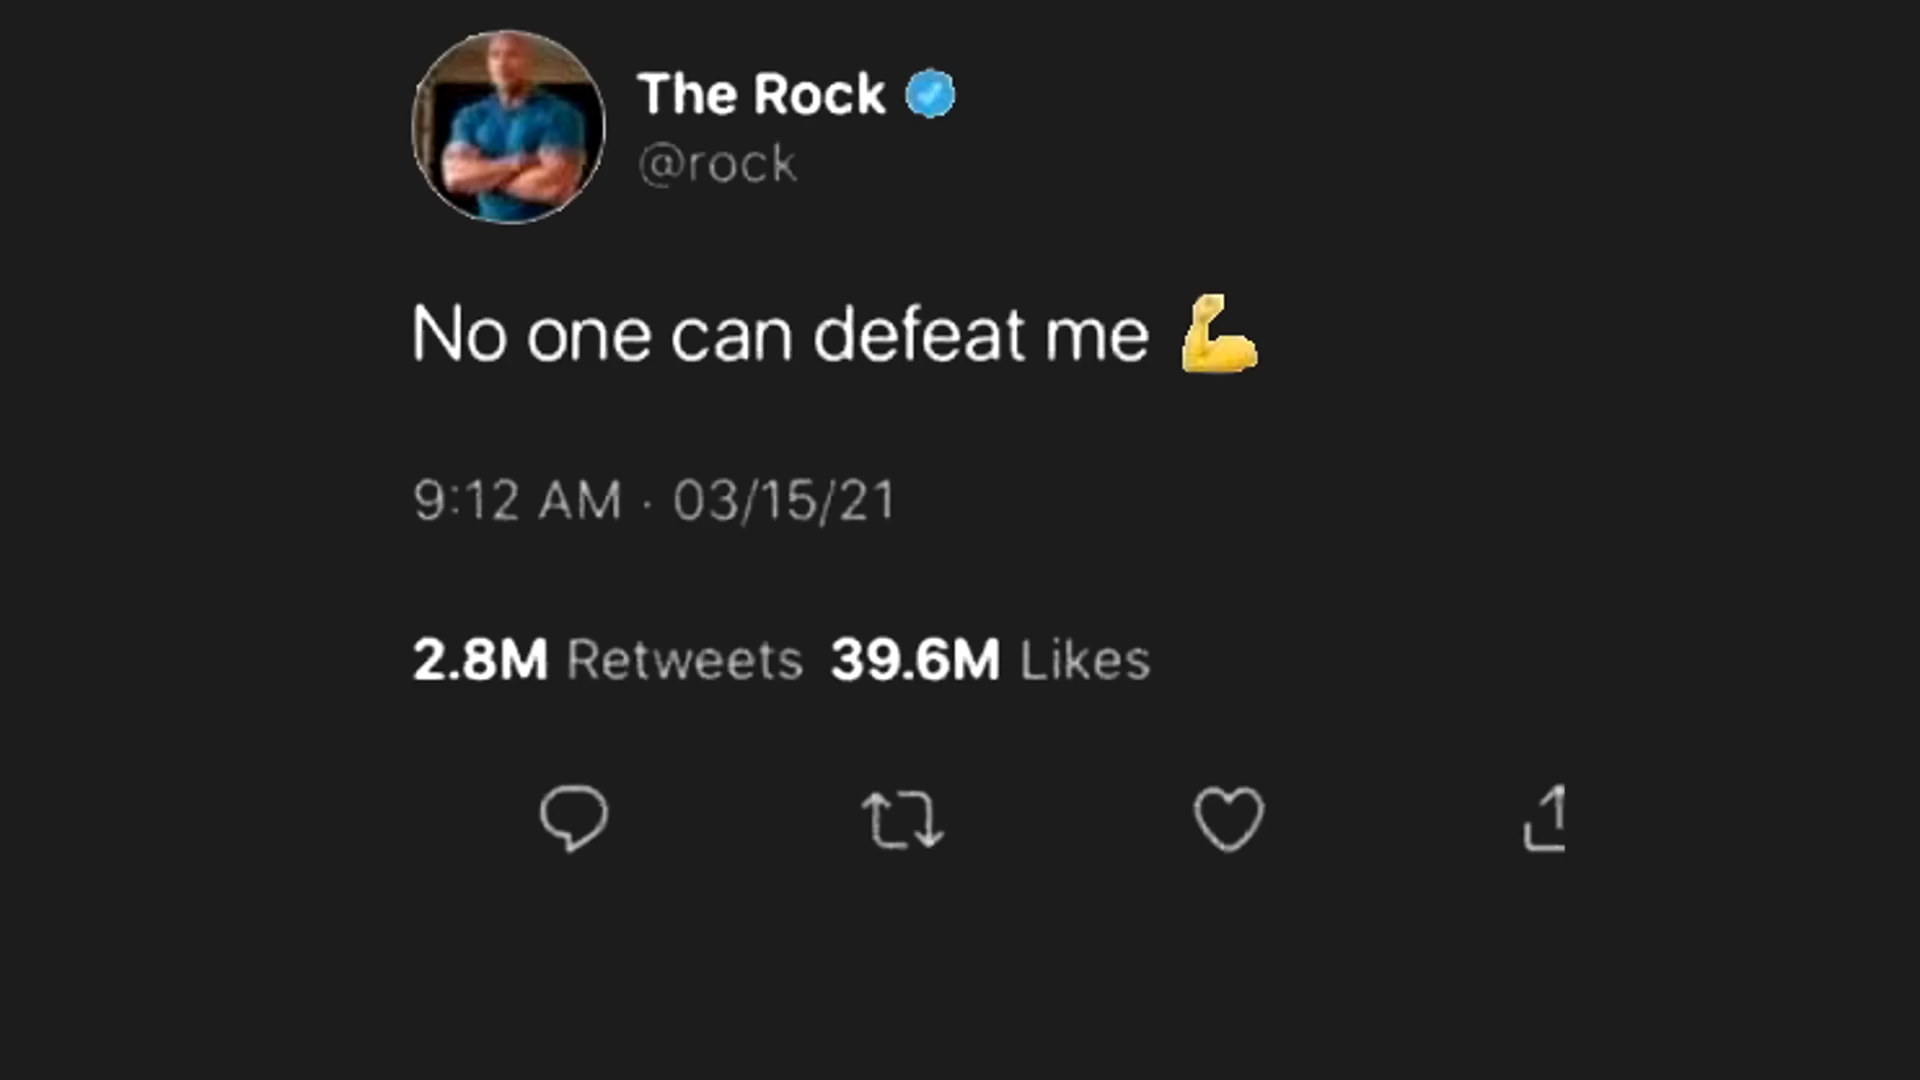 The Rock
@rock
No one can defeat me 💪
9:12 AM · 03/15/21
2.8M Retweets 39.6M Likes